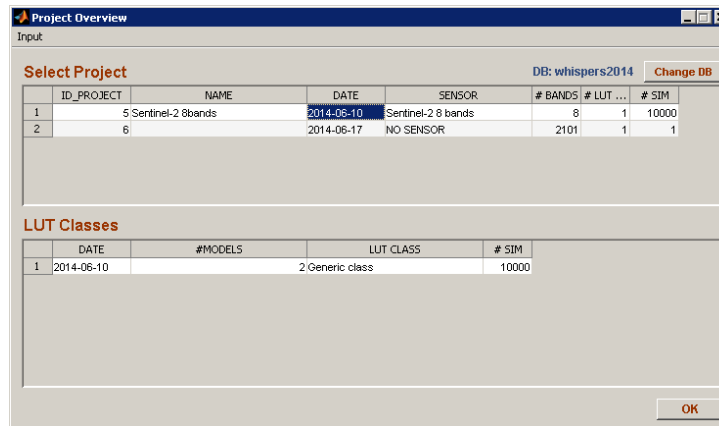 Project Overview
Input
Select Project DB: whispers2014 Change DB
ID_PROJECT NAME DATE SENSOR # BANDS # LUT ... # SIM
1 5 Sentinel-2 8bands 2014-06-10 Sentinel-2 8 bands 8 1 10000
2 6 2014-06-17 NO SENSOR 2101 1 1
LUT Classes
DATE #MODELS LUT CLASS # SIM
1 2014-06-10 2 Generic class 10000
OK